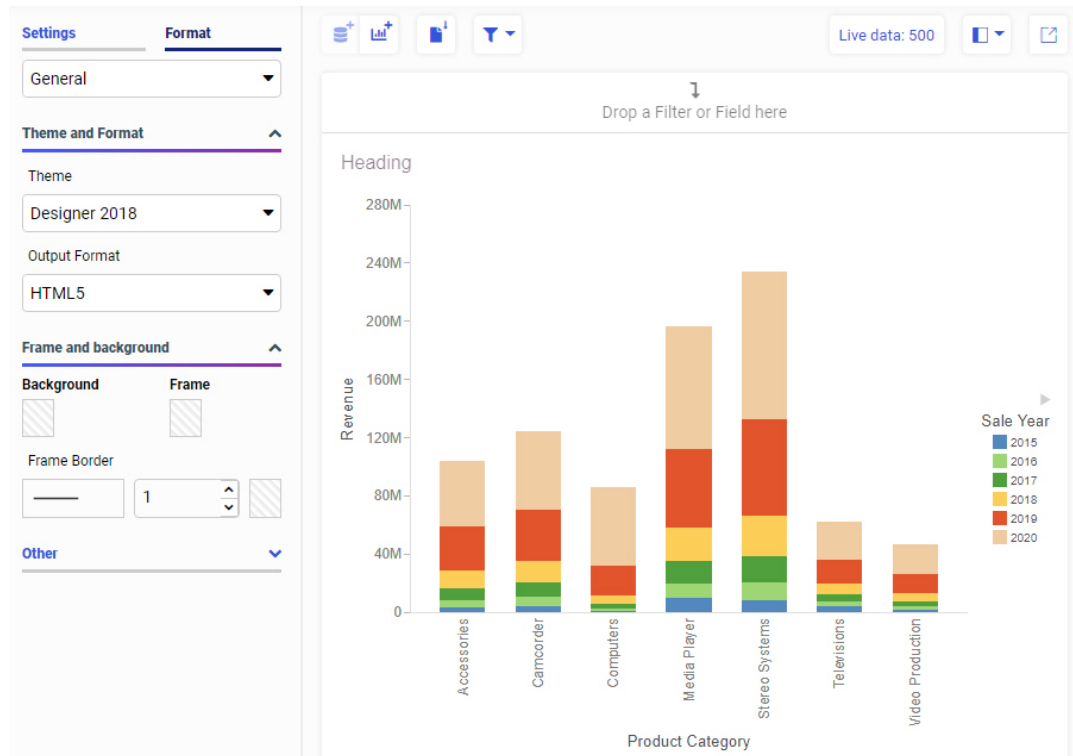 Settings Format
General
Theme and Format
Theme
Designer 2018
Output Format
HTML5
Frame and background
Background Frame
Frame Border
1
Other
Live data: 500
Drop a Filter or Field here
Heading
280M
240M
200M
160M
120M
80M
40M
0
Revenue
Accessories
Camcorder
Computers
Media Player
Stereo Systems
Televisions
Video Production
Product Category
Sale Year
2015
2016
2017
2018
2019
2020